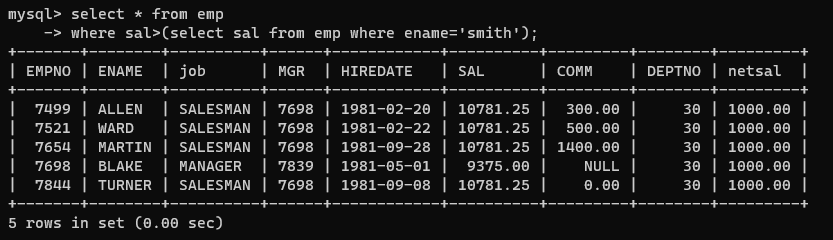 mysql> select * from emp
    -> where sal>(select sal from emp where ename='smith');
+-------+--------+----------+------+------------+----------+---------+--------+---------+
| EMPNO | ENAME  | job      | MGR  | HIREDATE   | SAL      | COMM    | DEPTNO | netsal  |
+-------+--------+----------+------+------------+----------+---------+--------+---------+
|  7499 | ALLEN  | SALESMAN | 7698 | 1981-02-20 | 10781.25 |  300.00 |     30 | 1000.00 |
|  7521 | WARD   | SALESMAN | 7698 | 1981-02-22 | 10781.25 |  500.00 |     30 | 1000.00 |
|  7654 | MARTIN | SALESMAN | 7698 | 1981-09-28 | 10781.25 | 1400.00 |     30 | 1000.00 |
|  7698 | BLAKE  | MANAGER  | 7839 | 1981-05-01 |  9375.00 |    NULL |     30 | 1000.00 |
|  7844 | TURNER | SALESMAN | 7698 | 1981-09-08 | 10781.25 |    0.00 |     30 | 1000.00 |
+-------+--------+----------+------+------------+----------+---------+--------+---------+
5 rows in set (0.00 sec)